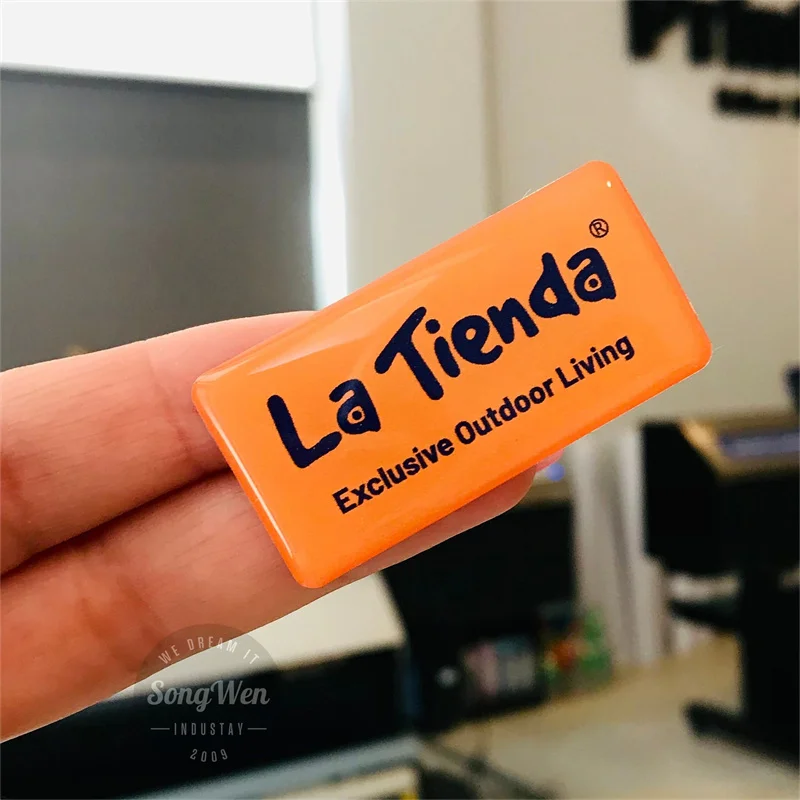 La Tienda®
Exclusive Outdoor Living
WE DREAM IT
SongWen
INDUSTAY
2009